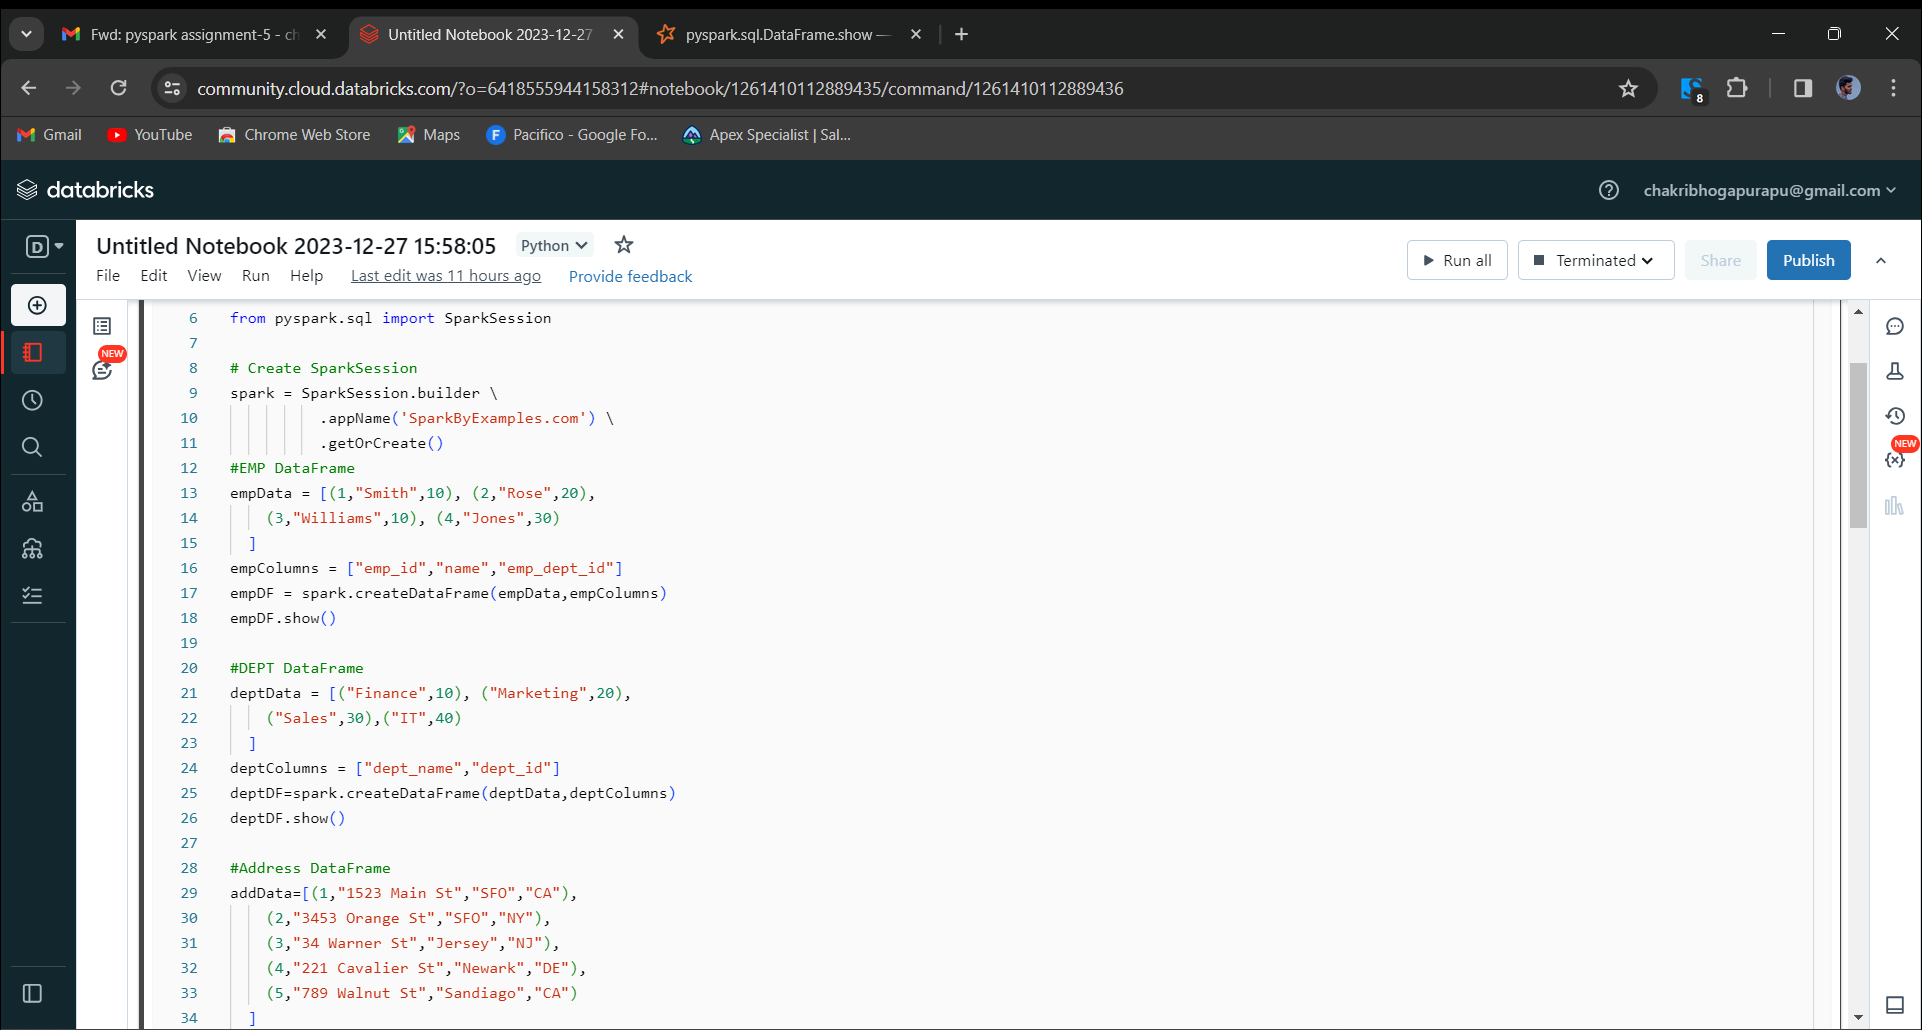 Fwd: pyspark assignment-5 - ch
Untitled Notebook 2023-12-27
pyspark.sql.DataFrame.show —
community.cloud.databricks.com/?o=6418555944158312#notebook/1261410112889435/command/1261410112889436
8
Gmail
YouTube
Chrome Web Store
Maps
F
Pacifico - Google Fo...
Apex Specialist | Sal...
databricks
chakribhogapurapu@gmail.com
D
Untitled Notebook 2023-12-27 15:58:05
Python
File Edit View Run Help
Last edit was 11 hours ago
Provide feedback
Run all
Terminated
Share
Publish
NEW
NEW
6 from pyspark.sql import SparkSession
7
8 # Create SparkSession
9 spark = SparkSession.builder \
10 .appName('SparkByExamples.com') \
11 .getOrCreate()
12 #EMP DataFrame
13 empData = [(1,"Smith",10), (2,"Rose",20),
14 (3,"Williams",10), (4,"Jones",30)
15 ]
16 empColumns = ["emp_id","name","emp_dept_id"]
17 empDF = spark.createDataFrame(empData,empColumns)
18 empDF.show()
19
20 #DEPT DataFrame
21 deptData = [("Finance",10), ("Marketing",20),
22 ("Sales",30),("IT",40)
23 ]
24 deptColumns = ["dept_name","dept_id"]
25 deptDF=spark.createDataFrame(deptData,deptColumns)
26 deptDF.show()
27
28 #Address DataFrame
29 addData=[(1,"1523 Main St","SFO","CA"),
30 (2,"3453 Orange St","SFO","NY"),
31 (3,"34 Warner St","Jersey","NJ"),
32 (4,"221 Cavalier St","Newark","DE"),
33 (5,"789 Walnut St","Sandiago","CA")
34 ]